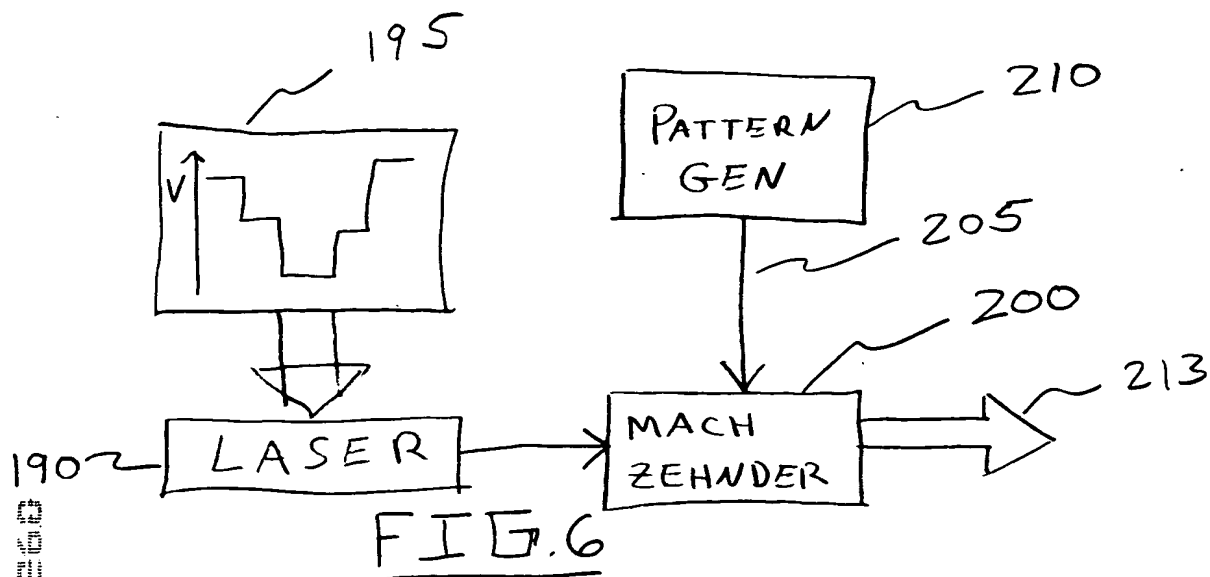 195
210
PATTERN
GEN
V
205
200
213
MACH
ZEHNDER
LASER
190
FIG.6